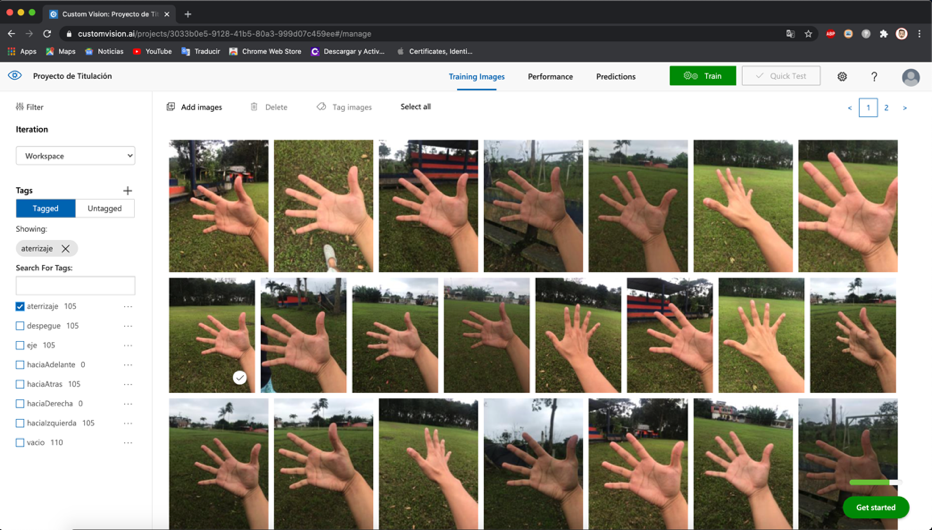 Custom Vision: Proyecto de Tit
customvision.ai/projects/3033b0e5-9128-41b5-80a3-999d07c459ee#/manage
Apps Maps Noticias YouTube Traducir Chrome Web Store Descargar y Activ... Certificates, Identi...
Proyecto de Titulación Training Images Performance Predictions Train Quick Test ?
Filter Add images Delete Tag images Select all < 1 2 >
Iteration
Workspace
Tags
Tagged Untagged
Showing:
aterrizaje
Search For Tags:
aterrizaje 105 ...
despegue 105 ...
eje 105 ...
haciaAdelante 0 ...
haciaAtras 105 ...
haciaDerecha 0 ...
haciaIzquierda 105 ...
vacio 110 ...
Get started